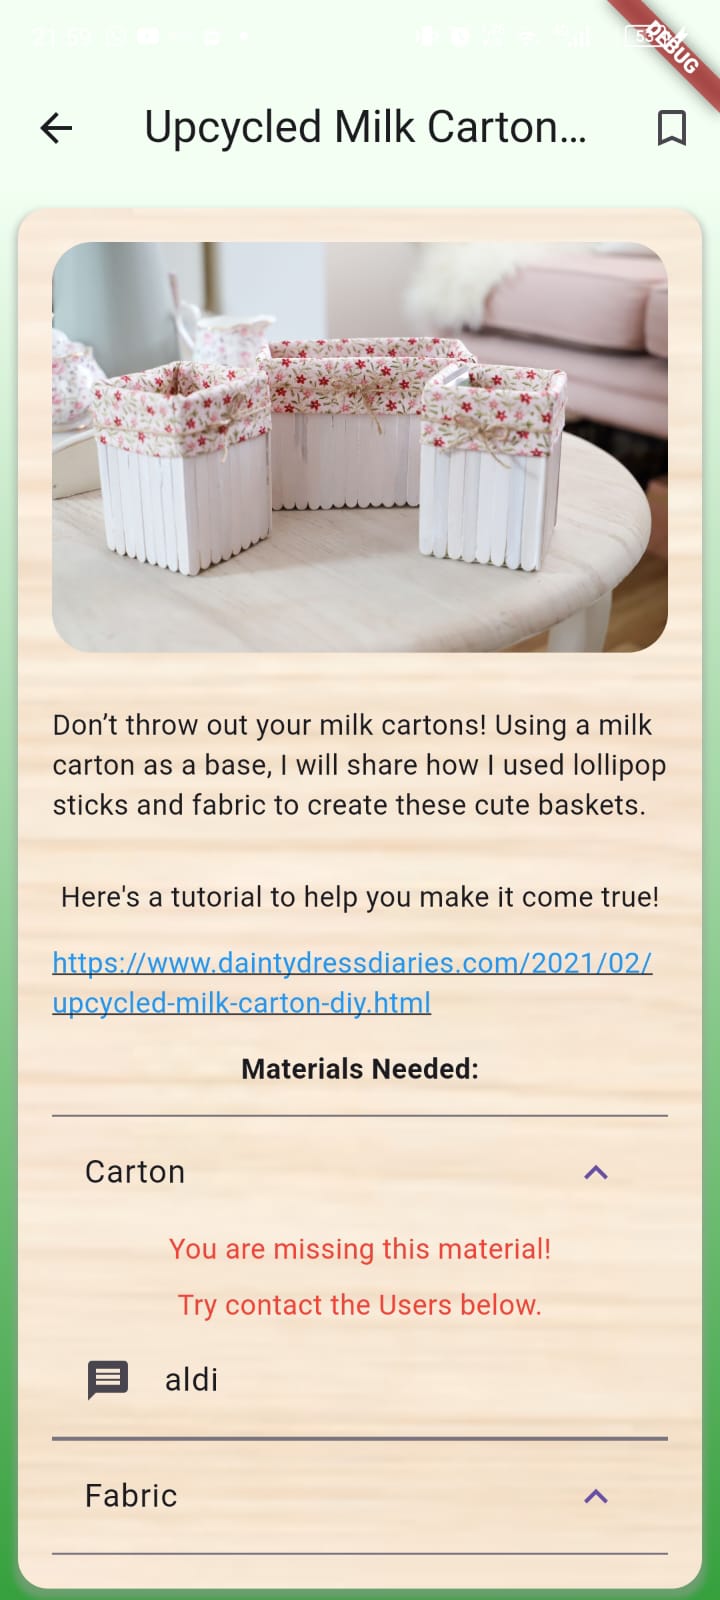 21:59
53
DEBUG
Upcycled Milk Carton...
Don’t throw out your milk cartons! Using a milk
carton as a base, I will share how I used lollipop
sticks and fabric to create these cute baskets.
Here's a tutorial to help you make it come true!
https://www.daintydressdiaries.com/2021/02/
upcycled-milk-carton-diy.html
Materials Needed:
Carton
You are missing this material!
Try contact the Users below.
aldi
Fabric